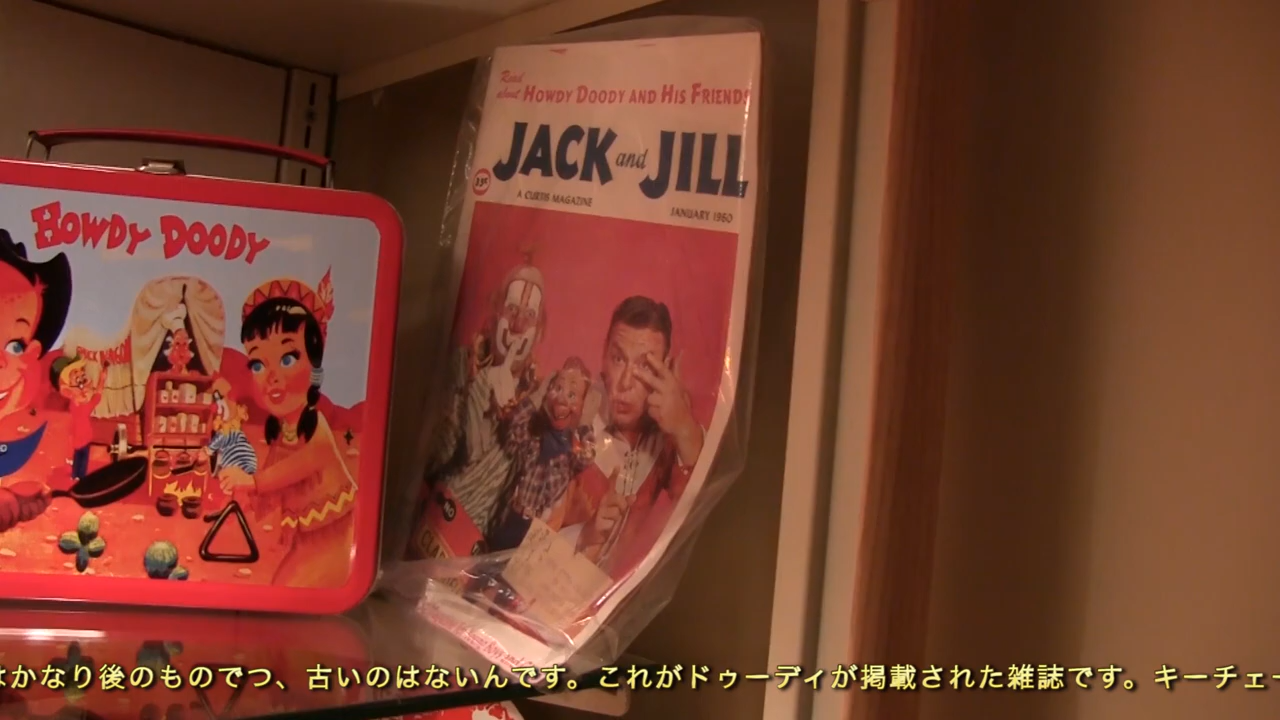 Read
about HOWDY DOODY AND HIS FRIENDS
JACK and JILL
A CURTIS MAGAZINE
JANUARY 1960
HOWDY DOODY
はかなり後のものでつ、古いのはないんです。これがドゥーディが掲載された雑誌です。キーチェー